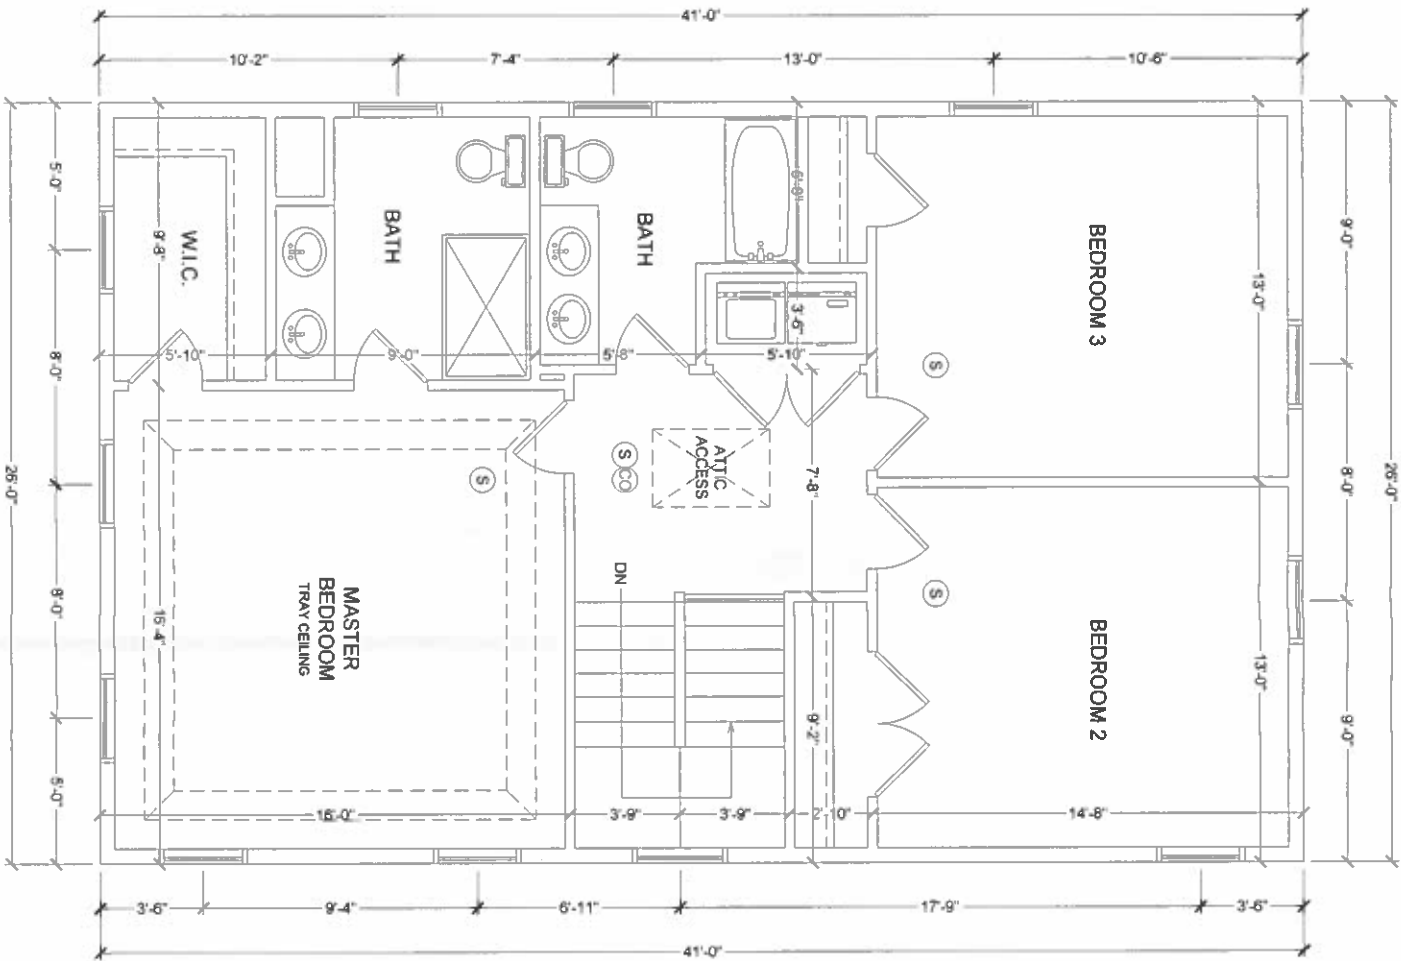 41'-0"
10'-2"
7'-4"
13'-0"
10'-6"
26'-0"
5'-0"
8'-0"
8'-0"
5'-0"
W.I.C.
9'-8"
BATH
BATH
6'-8"
3'-6"
BEDROOM 3
13'-0"
9'-0"
8'-0"
9'-0"
26'-0"
5'-10"
9'-0"
5'-8"
5'-10"
S
S
S CO
ATTIC
ACCESS
7'-8"
DN
S
MASTER
BEDROOM
TRAY CEILING
16'-4"
BEDROOM 2
13'-0"
9'-2"
16'-0"
3'-9"
3'-9"
2'-10"
14'-8"
3'-6"
9'-4"
6'-11"
17'-9"
3'-6"
41'-0"